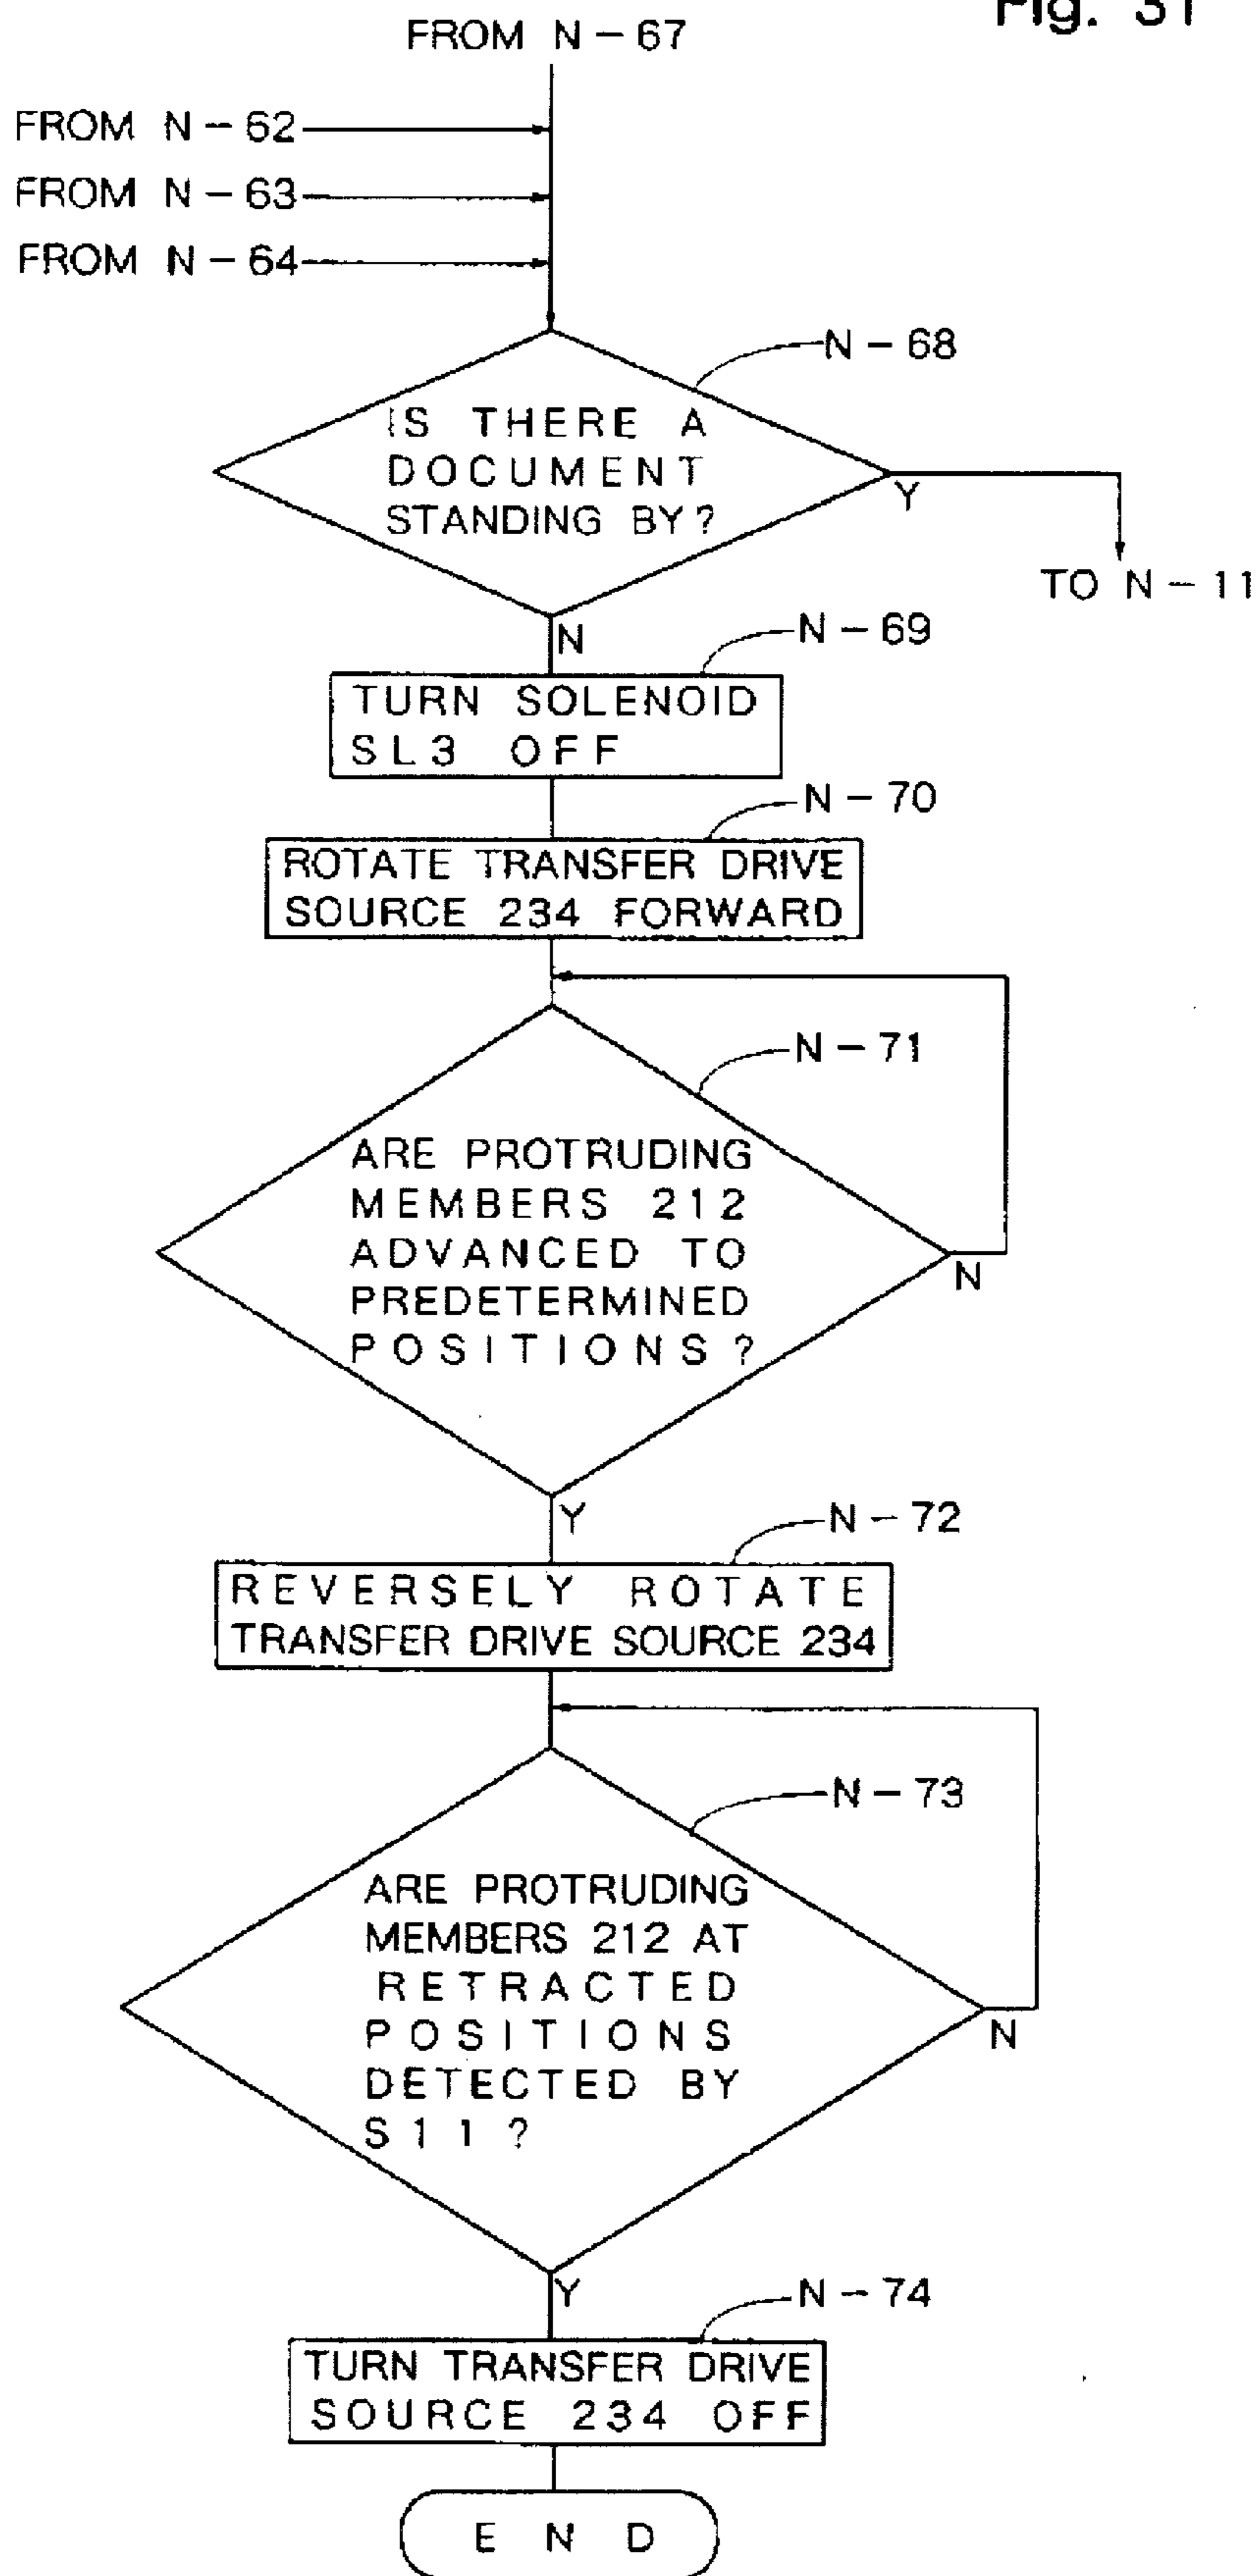 Fig. 31
FROM N-67
FROM N-62
FROM N-63
FROM N-64
N-68
IS THERE A
DOCUMENT
STANDING BY?
Y
TO N-11
N
N-69
TURN SOLENOID
SL3 OFF
N-70
ROTATE TRANSFER DRIVE
SOURCE 234 FORWARD
N-71
ARE PROTRUDING
MEMBERS 212
ADVANCED TO
PREDETERMINED
POSITIONS?
N
Y
N-72
REVERSELY ROTATE
TRANSFER DRIVE SOURCE 234
N-73
ARE PROTRUDING
MEMBERS 212 AT
RETRACTED
POSITIONS
DETECTED BY
S11?
N
Y
N-74
TURN TRANSFER DRIVE
SOURCE 234 OFF
END